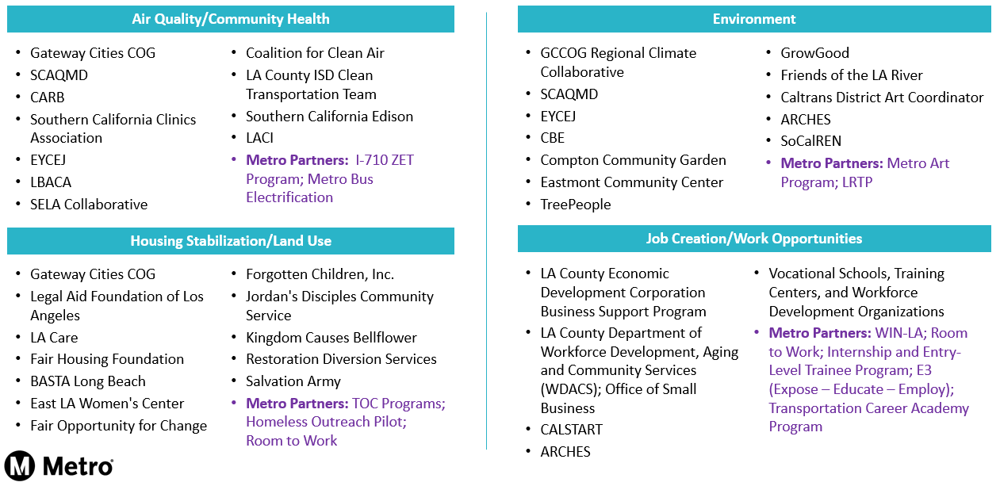 Air Quality/Community Health
• Gateway Cities COG
• SCAQMD
• CARB
• Southern California Clinics
Association
• EYCEJ
• LBACA
• SELA Collaborative
• Coalition for Clean Air
• LA County ISD Clean
Transportation Team
• Southern California Edison
• LACI
• Metro Partners: I-710 ZET
Program; Metro Bus
Electrification
Environment
• GCCOG Regional Climate
Collaborative
• SCAQMD
• EYCEJ
• CBE
• Compton Community Garden
• Eastmont Community Center
• TreePeople
• GrowGood
• Friends of the LA River
• Caltrans District Art Coordinator
• ARCHES
• SoCalREN
• Metro Partners: Metro Art
Program; LRTP
Housing Stabilization/Land Use
• Gateway Cities COG
• Legal Aid Foundation of Los
Angeles
• LA Care
• Fair Housing Foundation
• BASTA Long Beach
• East LA Women's Center
• Fair Opportunity for Change
• Forgotten Children, Inc.
• Jordan's Disciples Community
Service
• Kingdom Causes Bellflower
• Restoration Diversion Services
• Salvation Army
• Metro Partners: TOC Programs;
Homeless Outreach Pilot;
Room to Work
Job Creation/Work Opportunities
• LA County Economic
Development Corporation
Business Support Program
• LA County Department of
Workforce Development, Aging
and Community Services
(WDACS); Office of Small
Business
• CALSTART
• ARCHES
• Vocational Schools, Training
Centers, and Workforce
Development Organizations
• Metro Partners: WIN-LA; Room
to Work; Internship and Entry-
Level Trainee Program; E3
(Expose – Educate – Employ);
Transportation Career Academy
Program
M Metro